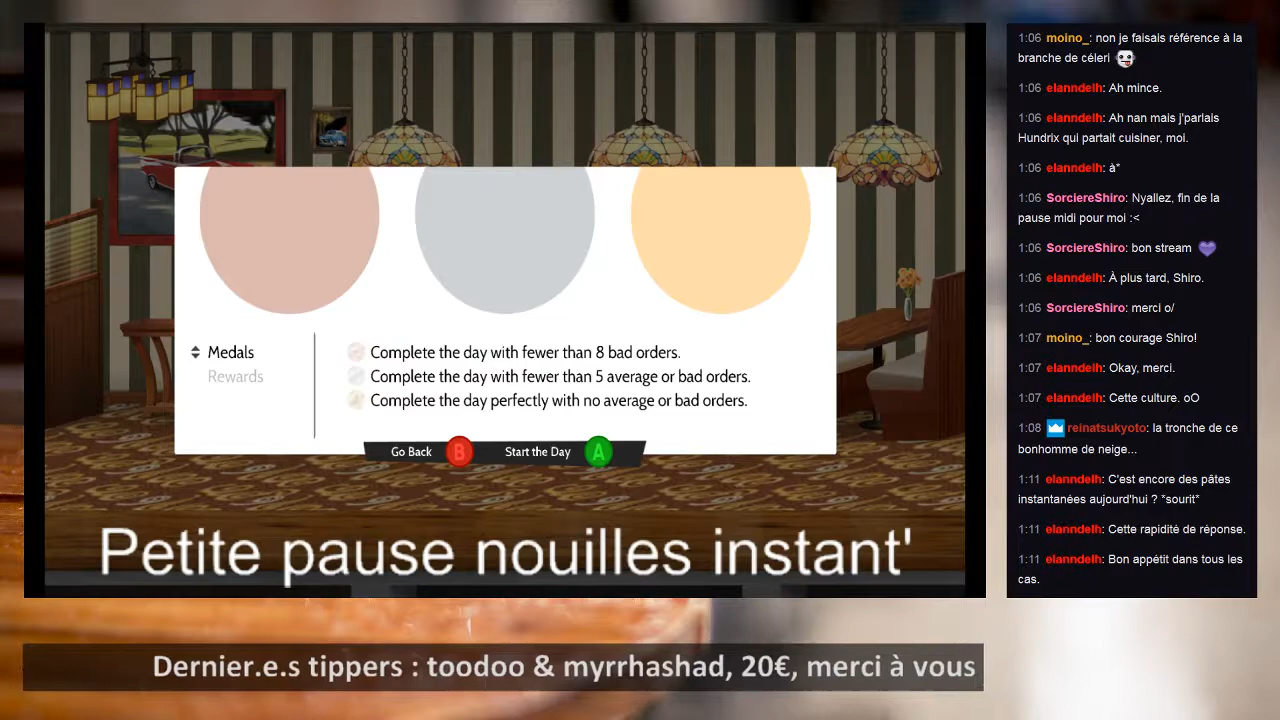 Medals
Rewards
Complete the day with fewer than 8 bad orders.
Complete the day with fewer than 5 average or bad orders.
Complete the day perfectly with no average or bad orders.
Go Back B Start the Day A
Petite pause nouilles instant'
Dernier.e.s tippers : toodoo & myrrhashad, 20€, merci à vous
1:06 moino_: non je faisais référence à la
branche de céleri
1:06 elanndelh: Ah mince.
1:06 elanndelh: Ah nan mais j'parlais
Hundrix qui partait cuisiner, moi.
1:06 elanndelh: à*
1:06 SorciereShiro: Nyallez, fin de la
pause midi pour moi :<
1:06 SorciereShiro: bon stream
1:06 elanndelh: À plus tard, Shiro.
1:06 SorciereShiro: merci o/
1:07 moino_: bon courage Shiro!
1:07 elanndelh: Okay, merci.
1:07 elanndelh: Cette culture. oO
1:08 reinatsukyoto: la tronche de ce
bonhomme de neige...
1:11 elanndelh: C'est encore des pâtes
instantanées aujourd'hui ? *sourit*
1:11 elanndelh: Cette rapidité de réponse.
1:11 elanndelh: Bon appétit dans tous les
cas.